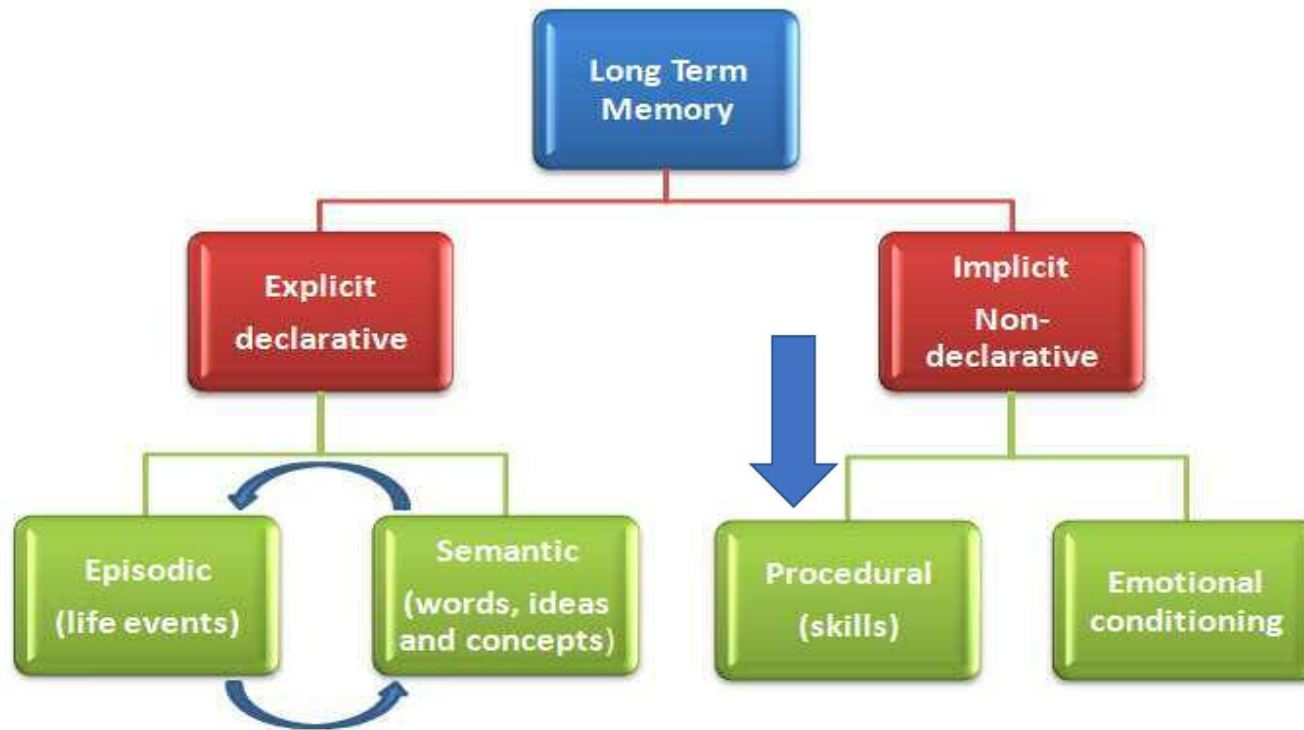 Long Term
Memory
Explicit
declarative
Implicit
Non-
declarative
Episodic
(life events)
Semantic
(words, ideas
and concepts)
Procedural
(skills)
Emotional
conditioning